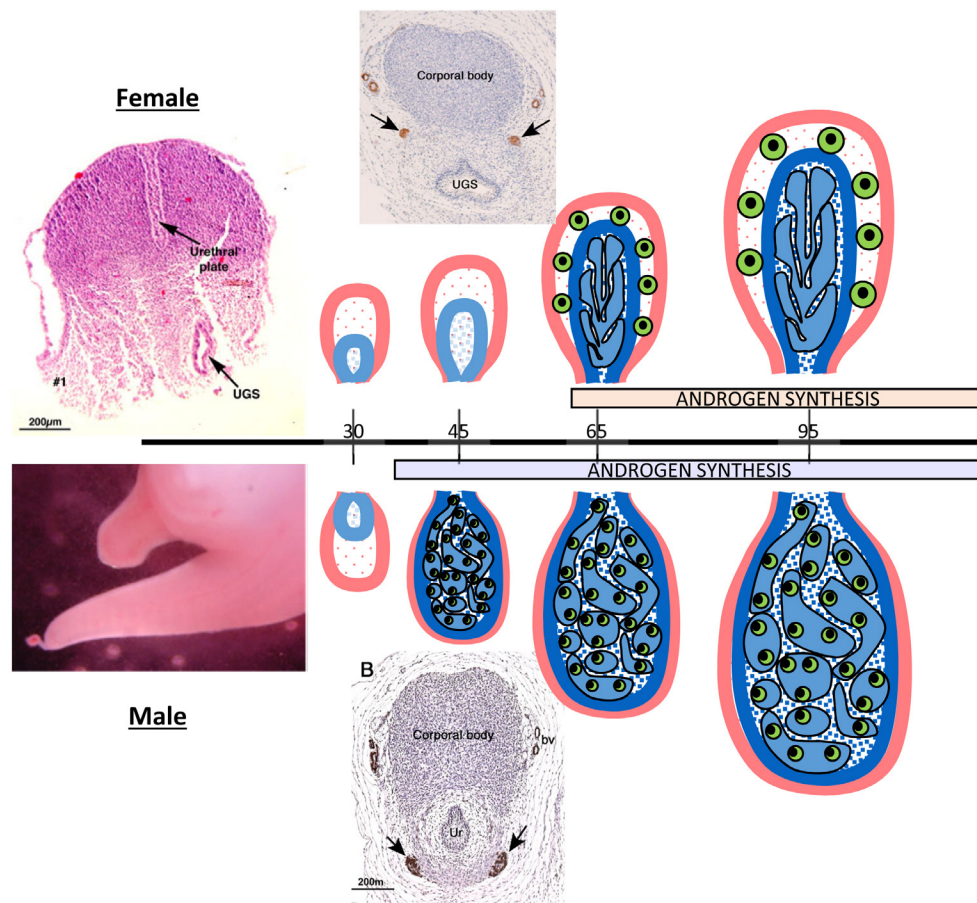 Female
Corporal body
UGS
Urethral
plate
UGS
#1
200µm
ANDROGEN SYNTHESIS
30
45
65
95
ANDROGEN SYNTHESIS
Male
B
Corporal body
bv
Ur
200m